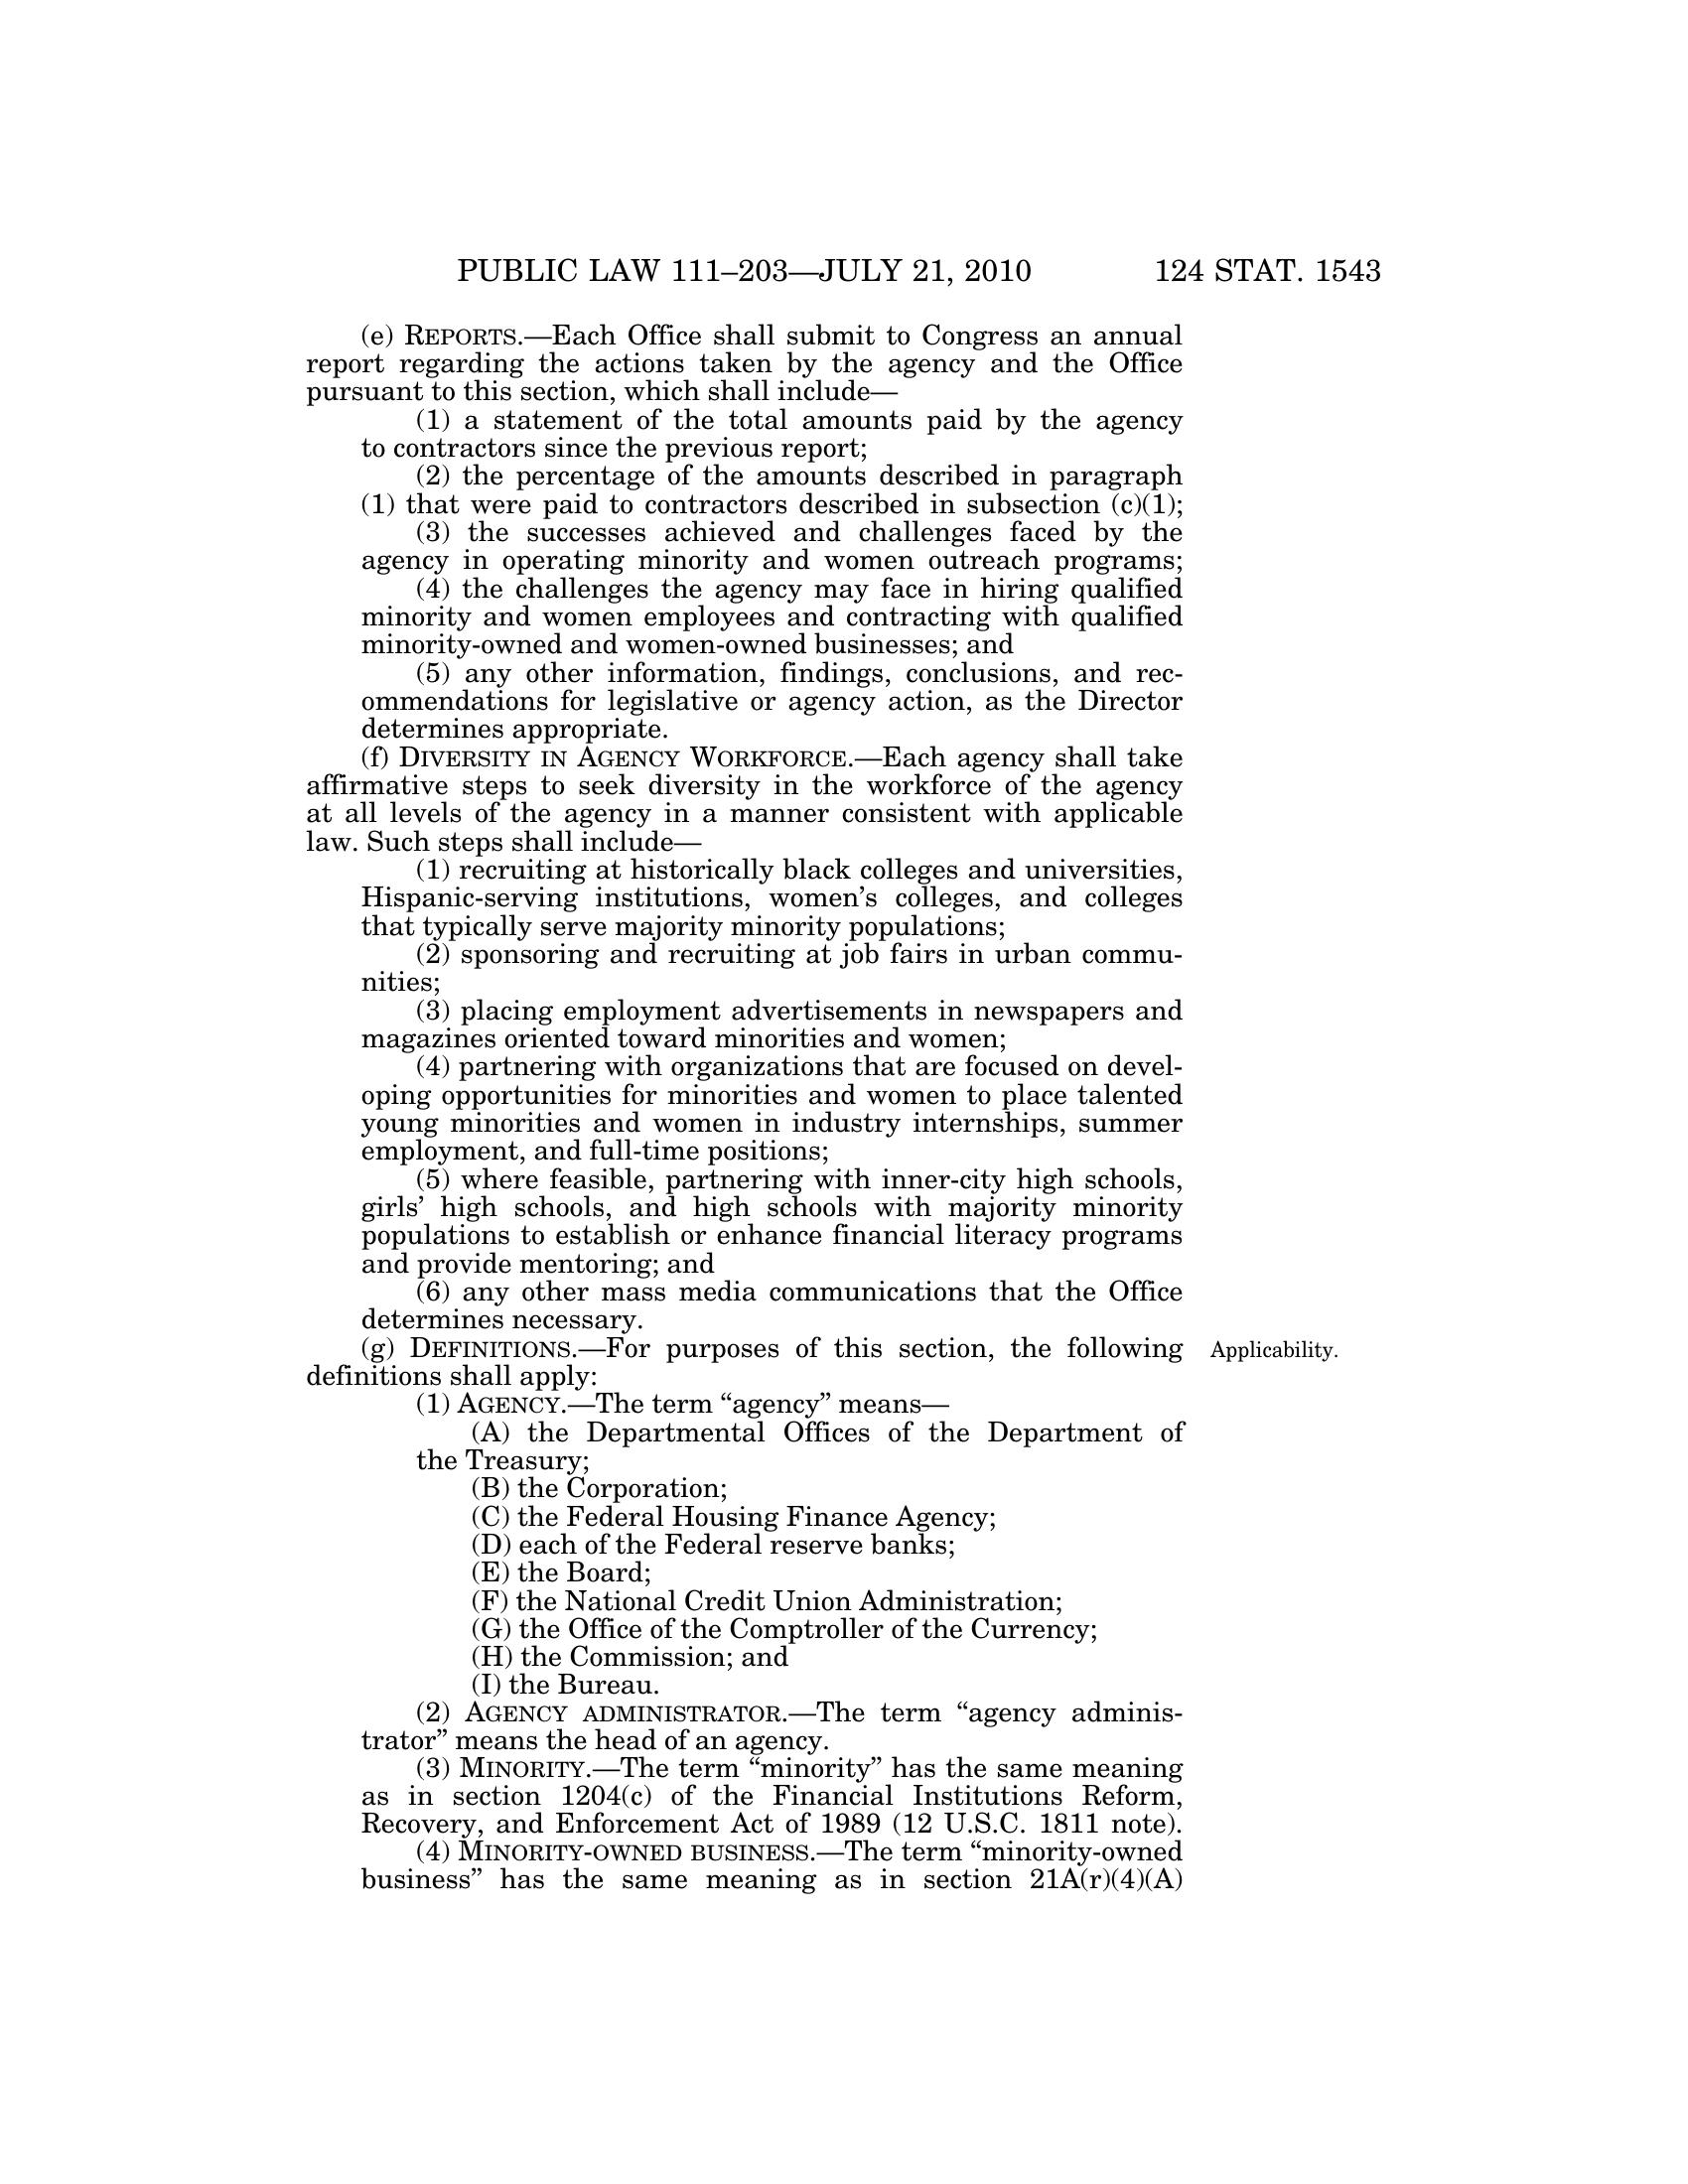 PUBLIC LAW 111–203—JULY 21, 2010 124 STAT. 1543
(e) REPORTS.—Each Office shall submit to Congress an annual
report regarding the actions taken by the agency and the Office
pursuant to this section, which shall include—
(1) a statement of the total amounts paid by the agency
to contractors since the previous report;
(2) the percentage of the amounts described in paragraph
(1) that were paid to contractors described in subsection (c)(1);
(3) the successes achieved and challenges faced by the
agency in operating minority and women outreach programs;
(4) the challenges the agency may face in hiring qualified
minority and women employees and contracting with qualified
minority-owned and women-owned businesses; and
(5) any other information, findings, conclusions, and rec-
ommendations for legislative or agency action, as the Director
determines appropriate.
(f) DIVERSITY IN AGENCY WORKFORCE.—Each agency shall take
affirmative steps to seek diversity in the workforce of the agency
at all levels of the agency in a manner consistent with applicable
law. Such steps shall include—
(1) recruiting at historically black colleges and universities,
Hispanic-serving institutions, women’s colleges, and colleges
that typically serve majority minority populations;
(2) sponsoring and recruiting at job fairs in urban commu-
nities;
(3) placing employment advertisements in newspapers and
magazines oriented toward minorities and women;
(4) partnering with organizations that are focused on devel-
oping opportunities for minorities and women to place talented
young minorities and women in industry internships, summer
employment, and full-time positions;
(5) where feasible, partnering with inner-city high schools,
girls’ high schools, and high schools with majority minority
populations to establish or enhance financial literacy programs
and provide mentoring; and
(6) any other mass media communications that the Office
determines necessary.
(g) DEFINITIONS.—For purposes of this section, the following Applicability.
definitions shall apply:
(1) AGENCY.—The term “agency” means—
(A) the Departmental Offices of the Department of
the Treasury;
(B) the Corporation;
(C) the Federal Housing Finance Agency;
(D) each of the Federal reserve banks;
(E) the Board;
(F) the National Credit Union Administration;
(G) the Office of the Comptroller of the Currency;
(H) the Commission; and
(I) the Bureau.
(2) AGENCY ADMINISTRATOR.—The term “agency adminis-
trator” means the head of an agency.
(3) MINORITY.—The term “minority” has the same meaning
as in section 1204(c) of the Financial Institutions Reform,
Recovery, and Enforcement Act of 1989 (12 U.S.C. 1811 note).
(4) MINORITY-OWNED BUSINESS.—The term “minority-owned
business” has the same meaning as in section 21A(r)(4)(A)